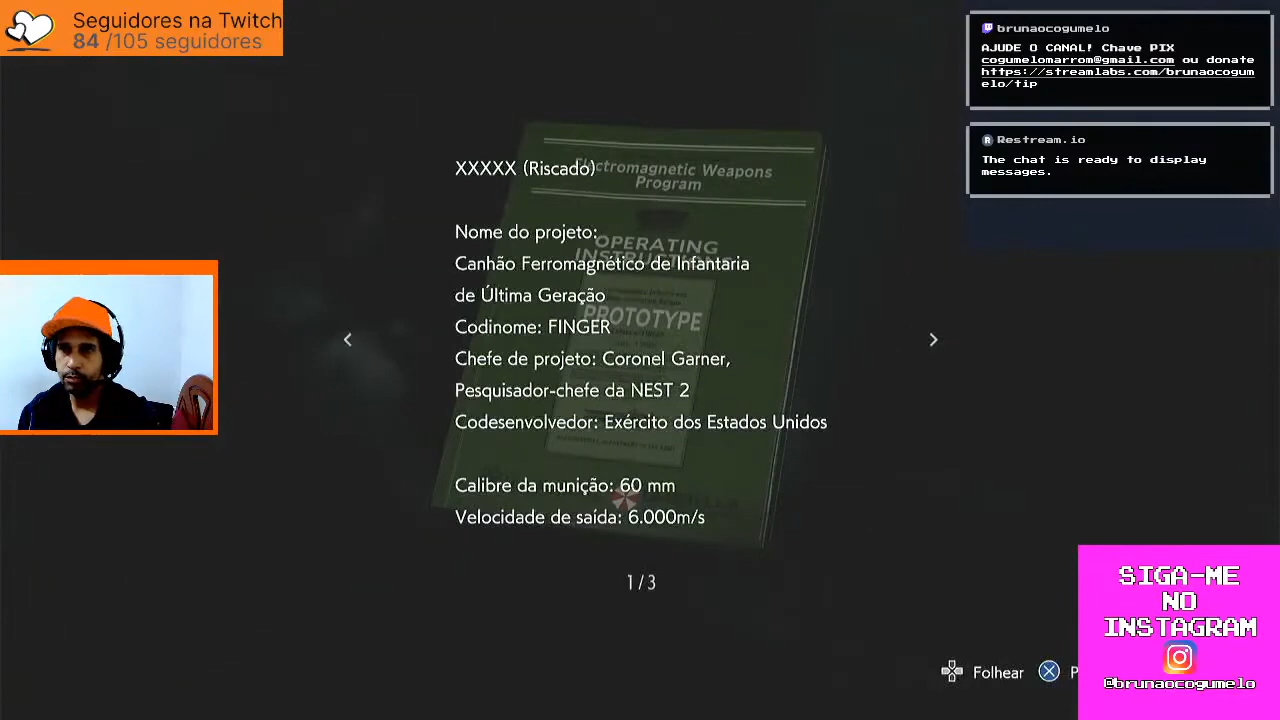 Seguidores na Twitch
84 /105 seguidores
brunaocogumelo
AJUDE O CANAL! Chave PIX
cogumelomarrom@gmail.com ou donate
https://streamlabs.com/brunaocogum
elo/tip
Restream.io
The chat is ready to display
messages.
Electromagnetic Weapons
Program
OPERATING
INSTRUCTIONS
PROTOTYPE
XXXXX (Riscado)
Nome do projeto:
Canhão Ferromagnético de Infantaria
de Última Geração
Codinome: FINGER
Chefe de projeto: Coronel Garner,
Pesquisador-chefe da NEST 2
Codesenvolvedor: Exército dos Estados Unidos
Calibre da munição: 60 mm
Velocidade de saída: 6.000m/s
1 / 3
Folhear
SIGA-ME
NO
INSTAGRAM
@brunaocogumelo